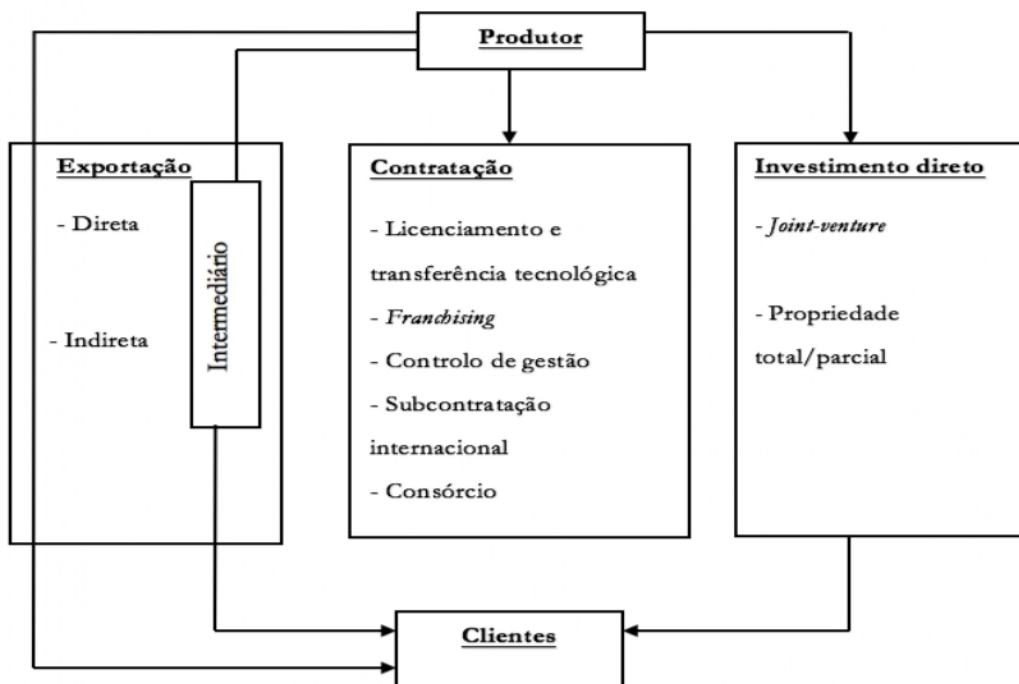 Produtor
Exportação
- Direta
- Indireta
Intermediário
Contratação
- Licenciamento e
transferência tecnológica
- Franchising
- Controlo de gestão
- Subcontratação
internacional
- Consórcio
Investimento direto
- Joint-venture
- Propriedade
total/parcial
Clientes